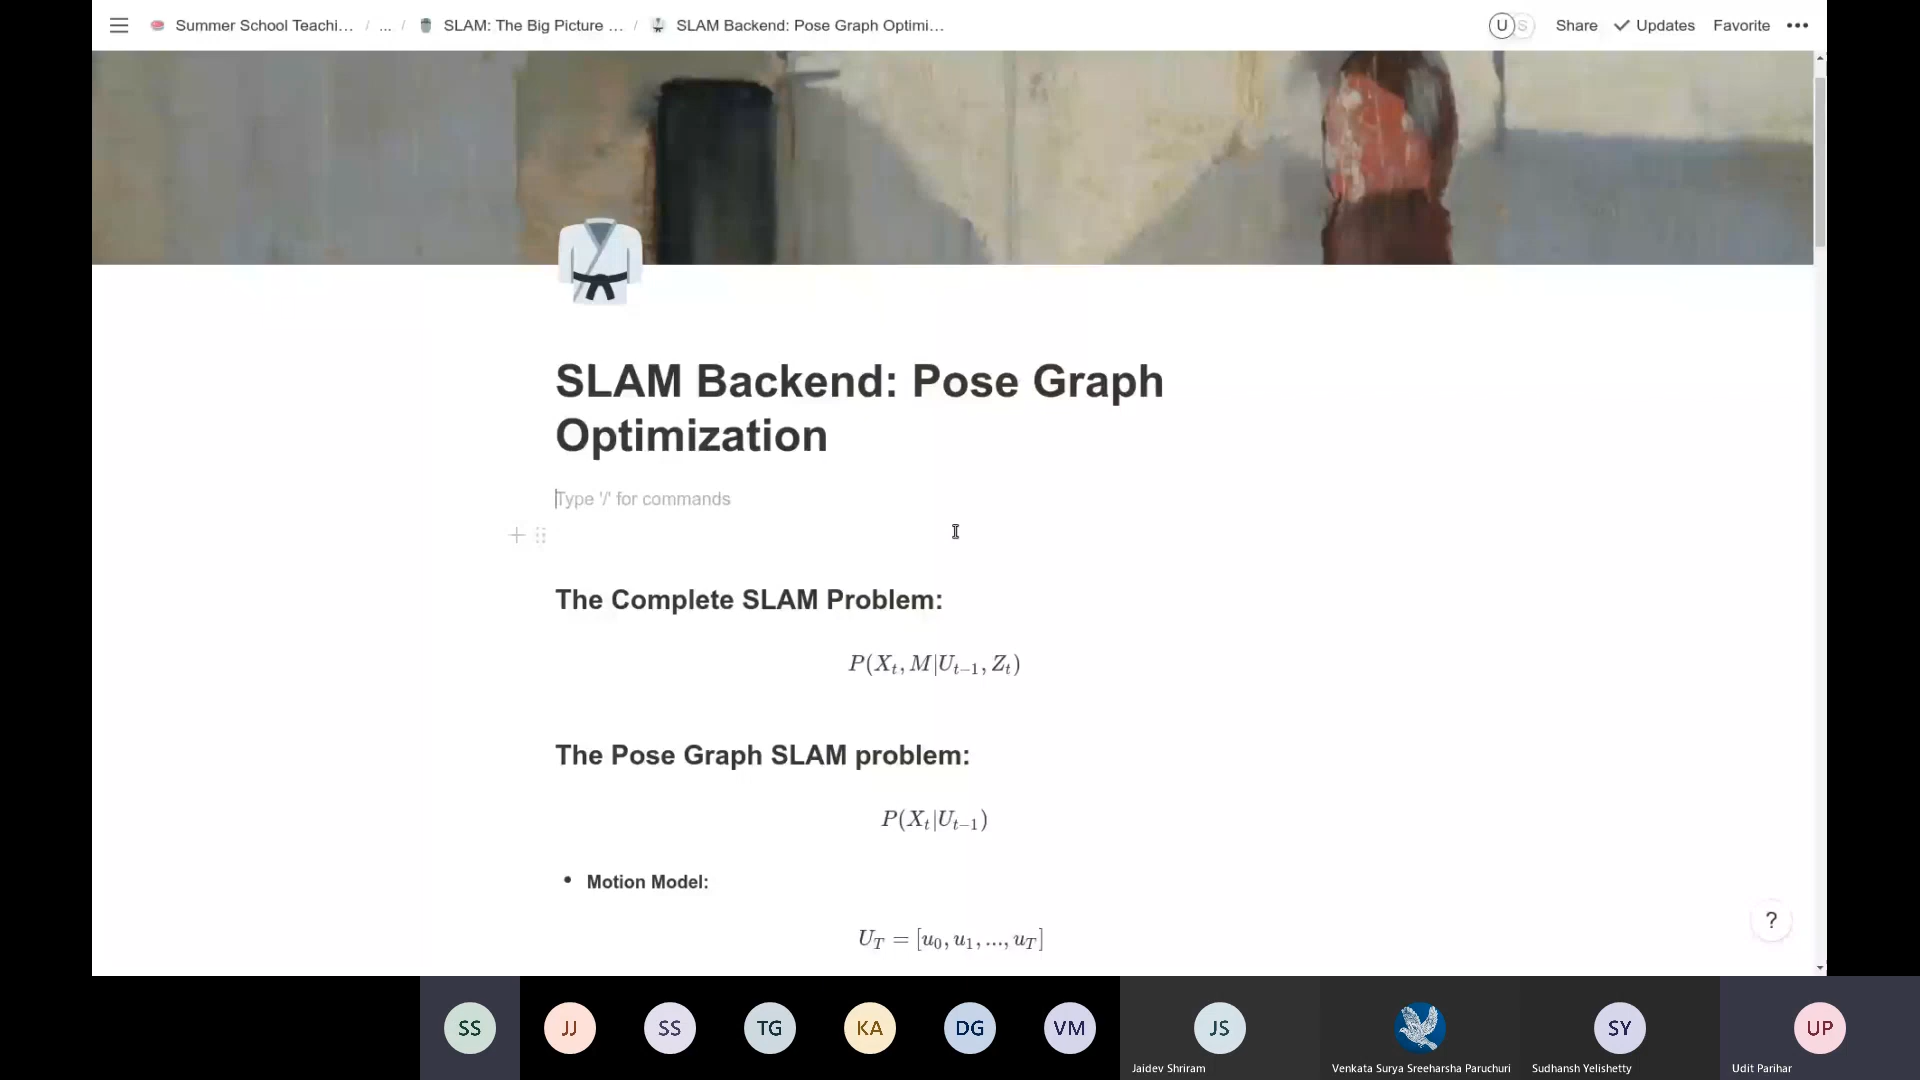 Summer School Teachi... / ... / SLAM: The Big Picture ... / SLAM Backend: Pose Graph Optimi...
U S Share Updates Favorite •••
SLAM Backend: Pose Graph
Optimization
Type '/' for commands
The Complete SLAM Problem:
P(X_t, M|U_{t−1}, Z_t)
The Pose Graph SLAM problem:
P(X_t|U_{t−1})
• Motion Model:
U_T = [u_0, u_1, ..., u_T]
?
SS JJ SS TG KA DG VM JS SY UP
Jaidev Shriram Venkata Surya Sreeharsha Paruchuri Sudhansh Yelishetty Udit Parihar